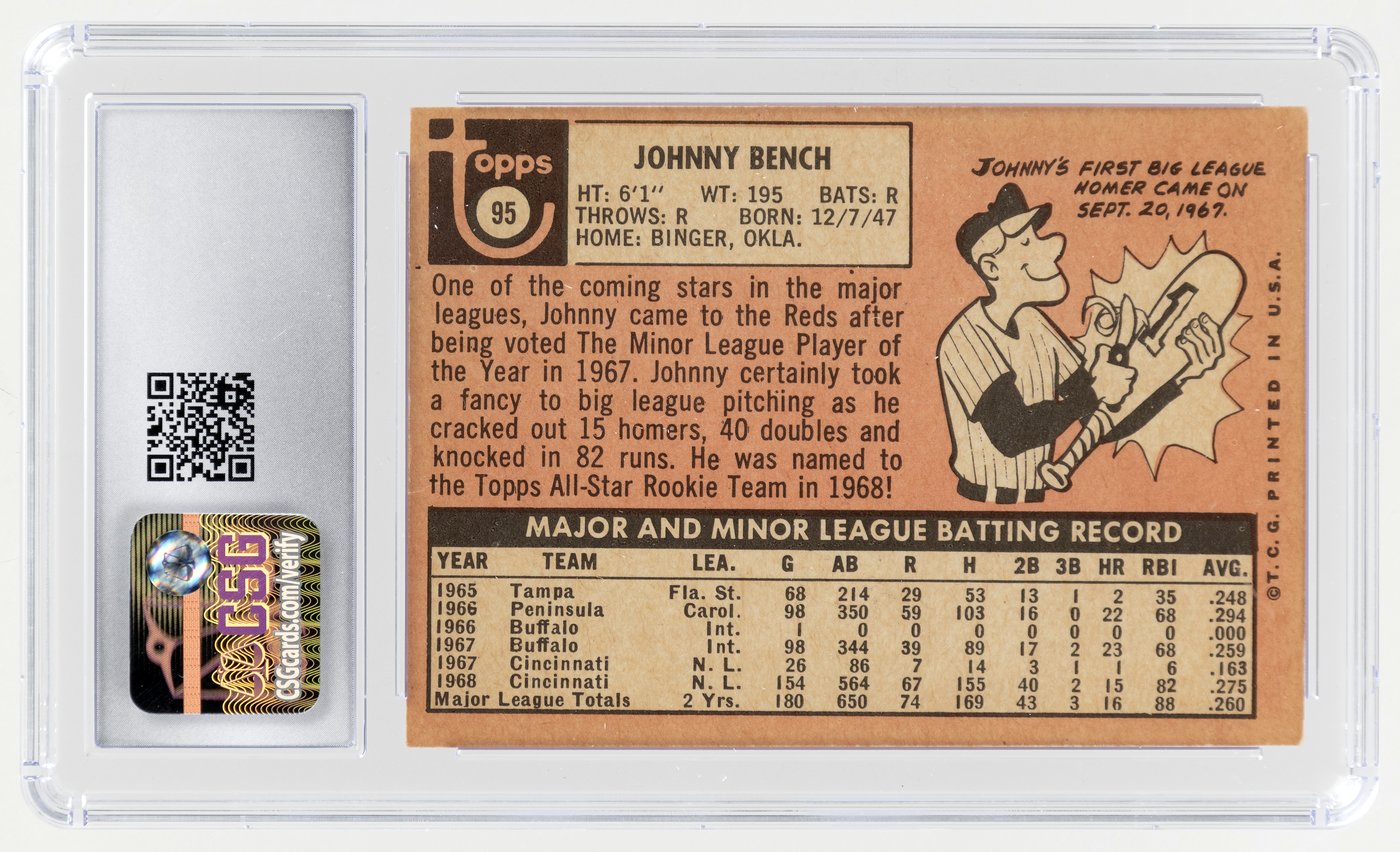 Topps
95
JOHNNY BENCH
HT: 6'1'' WT: 195 BATS: R
THROWS: R BORN: 12/7/47
HOME: BINGER, OKLA.
JOHNNY'S FIRST BIG LEAGUE
HOMER CAME ON
SEPT. 20, 1967.
1
One of the coming stars in the major
leagues, Johnny came to the Reds after
being voted The Minor League Player of
the Year in 1967. Johnny certainly took
a fancy to big league pitching as he
cracked out 15 homers, 40 doubles and
knocked in 82 runs. He was named to
the Topps All-Star Rookie Team in 1968!
MAJOR AND MINOR LEAGUE BATTING RECORD
YEAR TEAM LEA. G AB R H 2B 3B HR RBI AVG.
1965 Tampa Fla. St. 68 214 29 53 13 1 2 35 .248
1966 Peninsula Carol. 98 350 59 103 16 0 22 68 .294
1966 Buffalo Int. 1 0 0 0 0 0 0 0 .000
1967 Buffalo Int. 98 344 39 89 17 2 23 68 .259
1967 Cincinnati N. L. 26 86 7 14 3 1 1 6 .163
1968 Cincinnati N. L. 154 564 67 155 40 2 15 82 .275
Major League Totals 2 Yrs. 180 650 74 169 43 3 16 88 .260
©T. C. G. PRINTED IN U.S.A.
CSG
CSGcards.com/verify